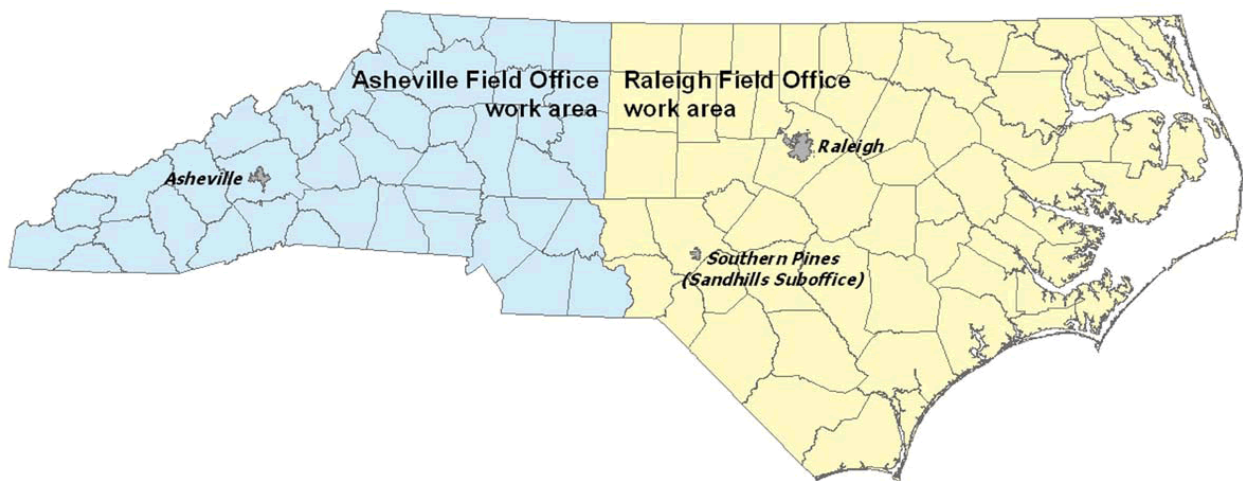 Asheville Field Office
work area
Raleigh Field Office
work area
Raleigh
Asheville
Southern Pines
(Sandhills Suboffice)